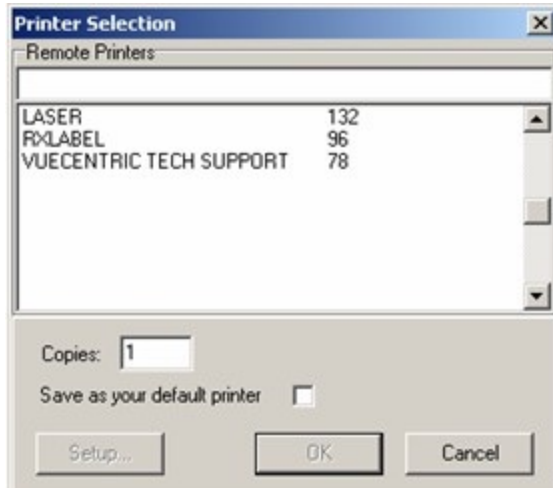 Printer Selection
Remote Printers
LASER 132
RXLABEL 96
VUECENTRIC TECH SUPPORT 78
Copies: 1
Save as your default printer
Setup... OK Cancel